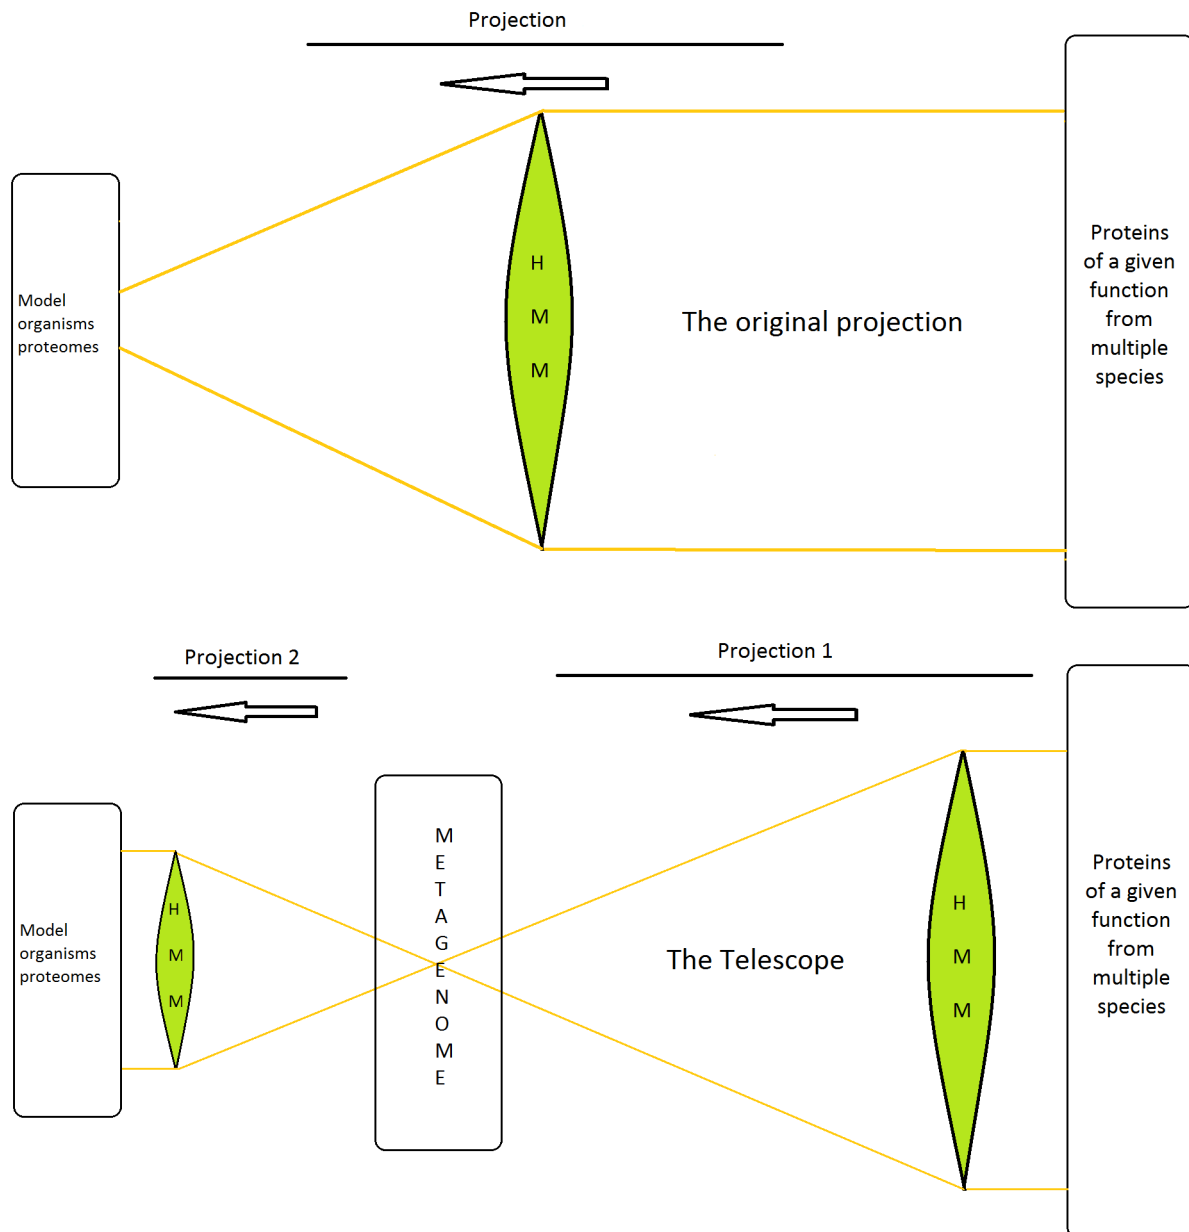 Projection
Model
organisms
proteomes
H
M
M
The original projection
Proteins
of a given
function
from
multiple
species
Projection 2
Projection 1
Model
organisms
proteomes
H
M
M
M
E
T
A
G
E
N
O
M
E
The Telescope
H
M
M
Proteins
of a given
function
from
multiple
species